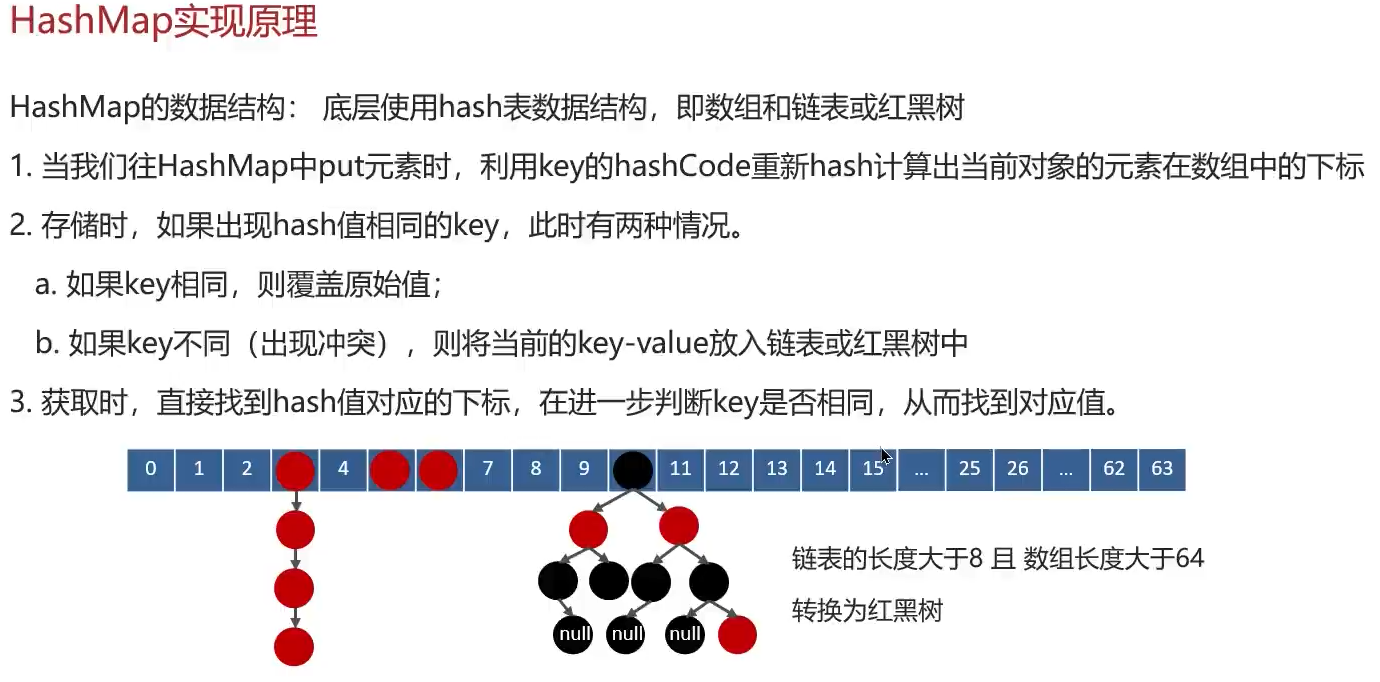 HashMap实现原理
HashMap的数据结构： 底层使用hash表数据结构，即数组和链表或红黑树
1. 当我们往HashMap中put元素时，利用key的hashCode重新hash计算出当前对象的元素在数组中的下标
2. 存储时，如果出现hash值相同的key，此时有两种情况。
a. 如果key相同，则覆盖原始值；
b. 如果key不同（出现冲突），则将当前的key-value放入链表或红黑树中
3. 获取时，直接找到hash值对应的下标，在进一步判断key是否相同，从而找到对应值。
0 1 2 4 7 8 9 11 12 13 14 15 ... 25 26 ... 62 63
链表的长度大于8 且 数组长度大于64
转换为红黑树
null null null